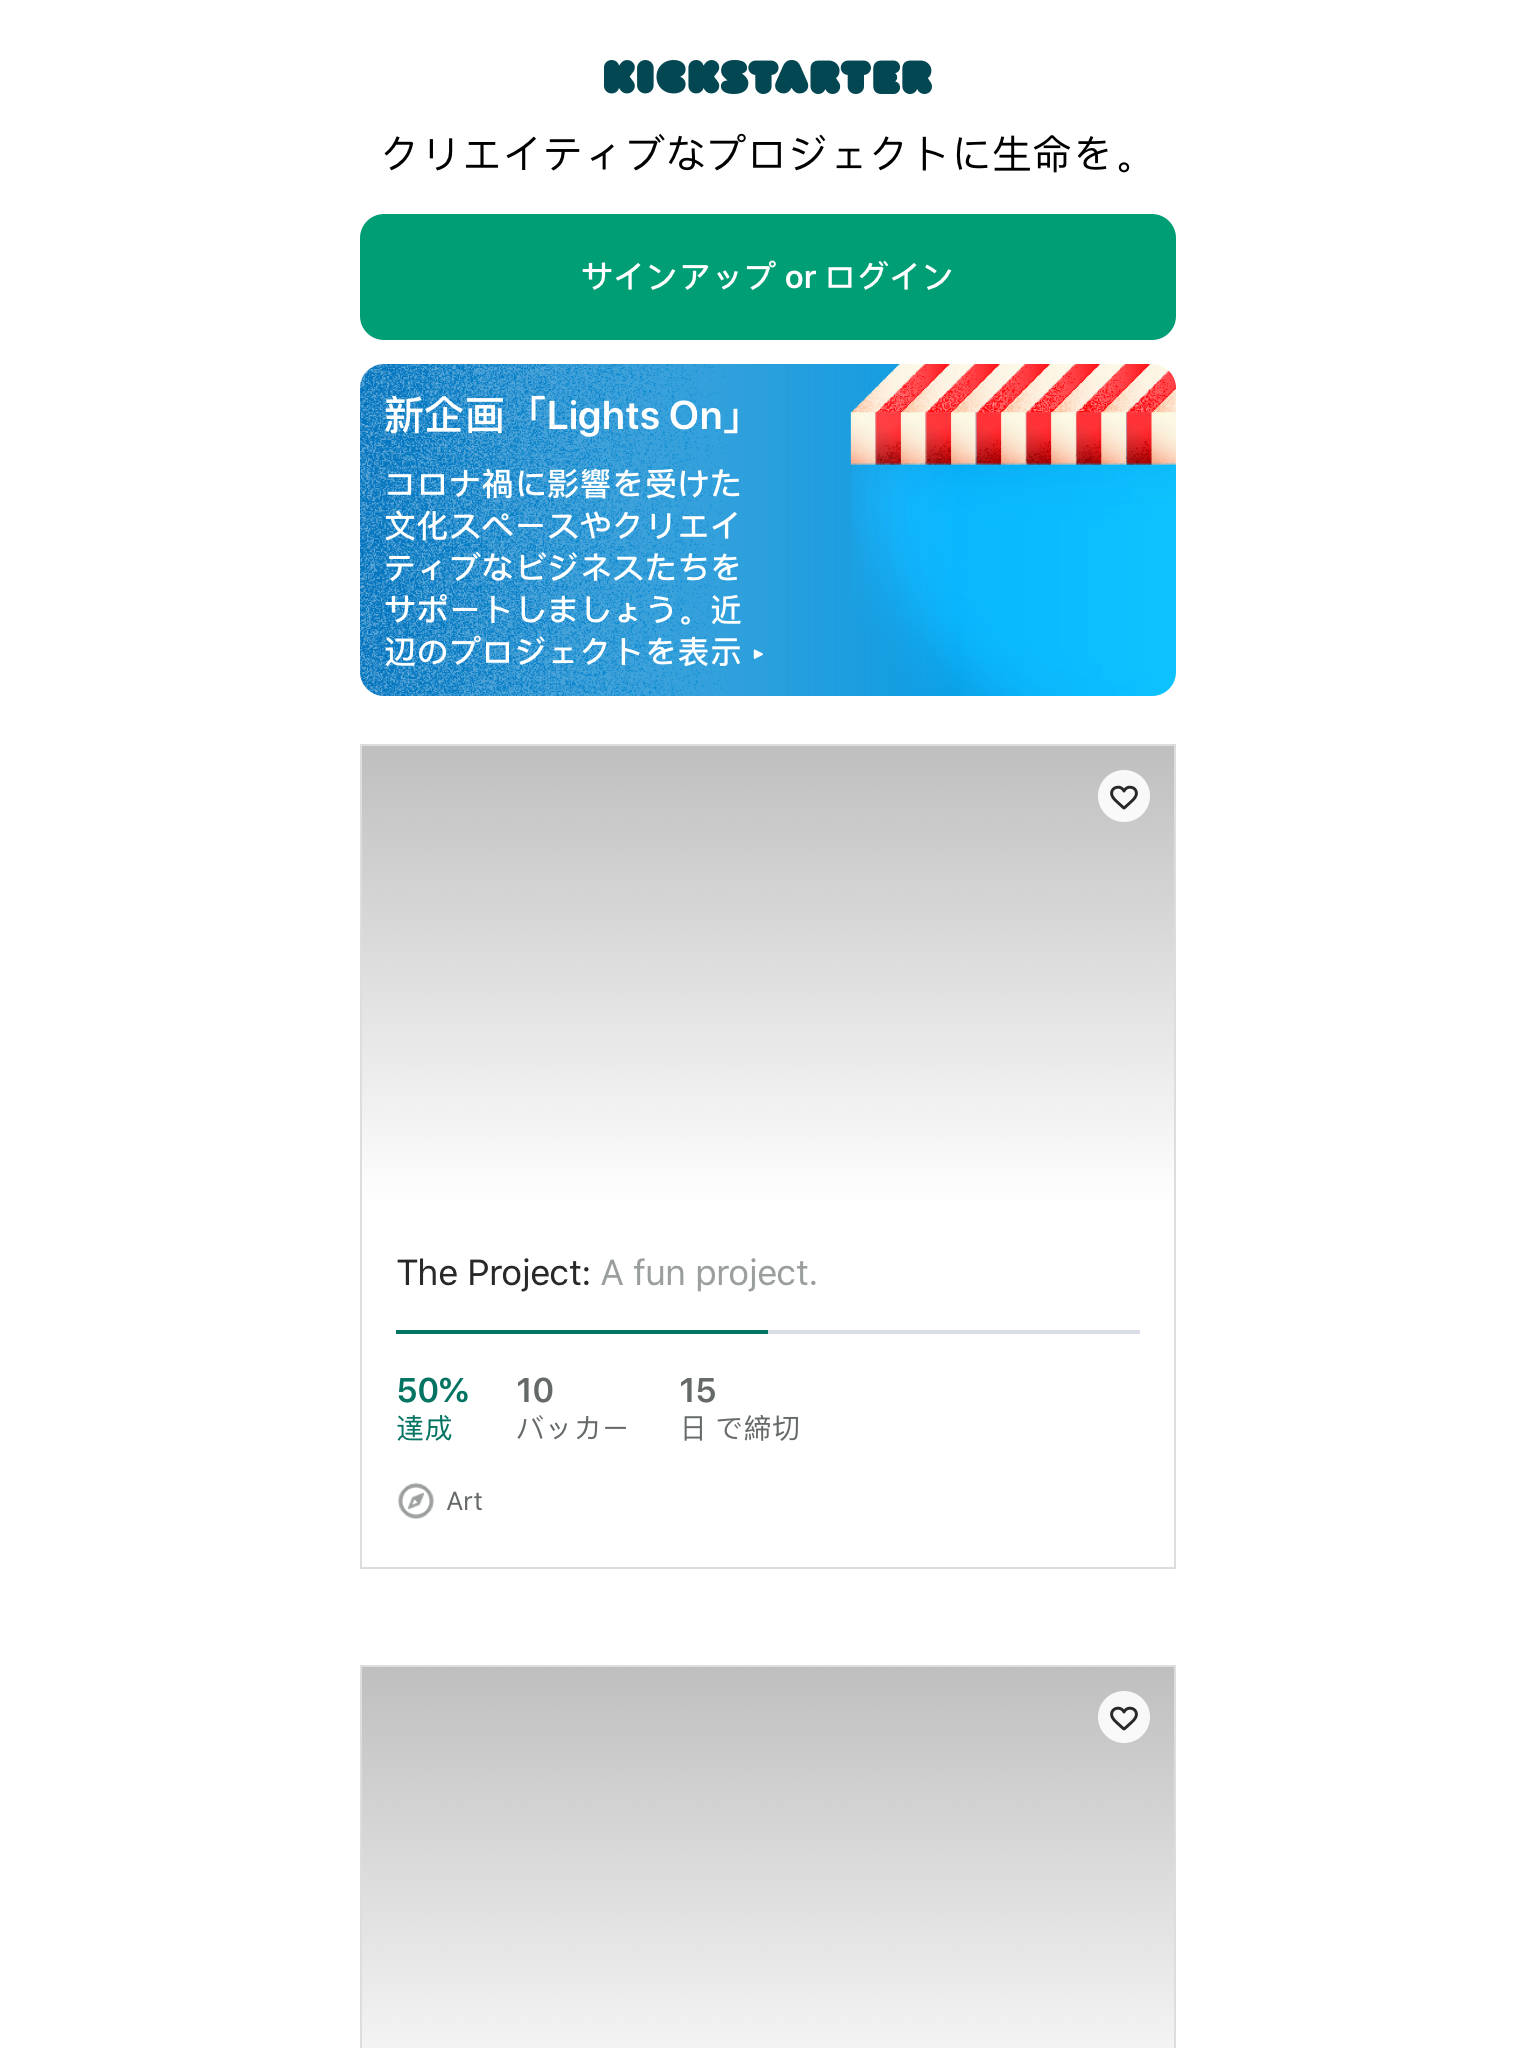 KICKSTARTER
クリエイティブなプロジェクトに生命を。
サインアップ or ログイン
新企画「Lights On」
コロナ禍に影響を受けた
文化スペースやクリエイ
ティブなビジネスたちを
サポートしましょう。近
辺のプロジェクトを表示 ▸
The Project: A fun project.
50% 10 15
達成 バッカー 日 で締切
Art